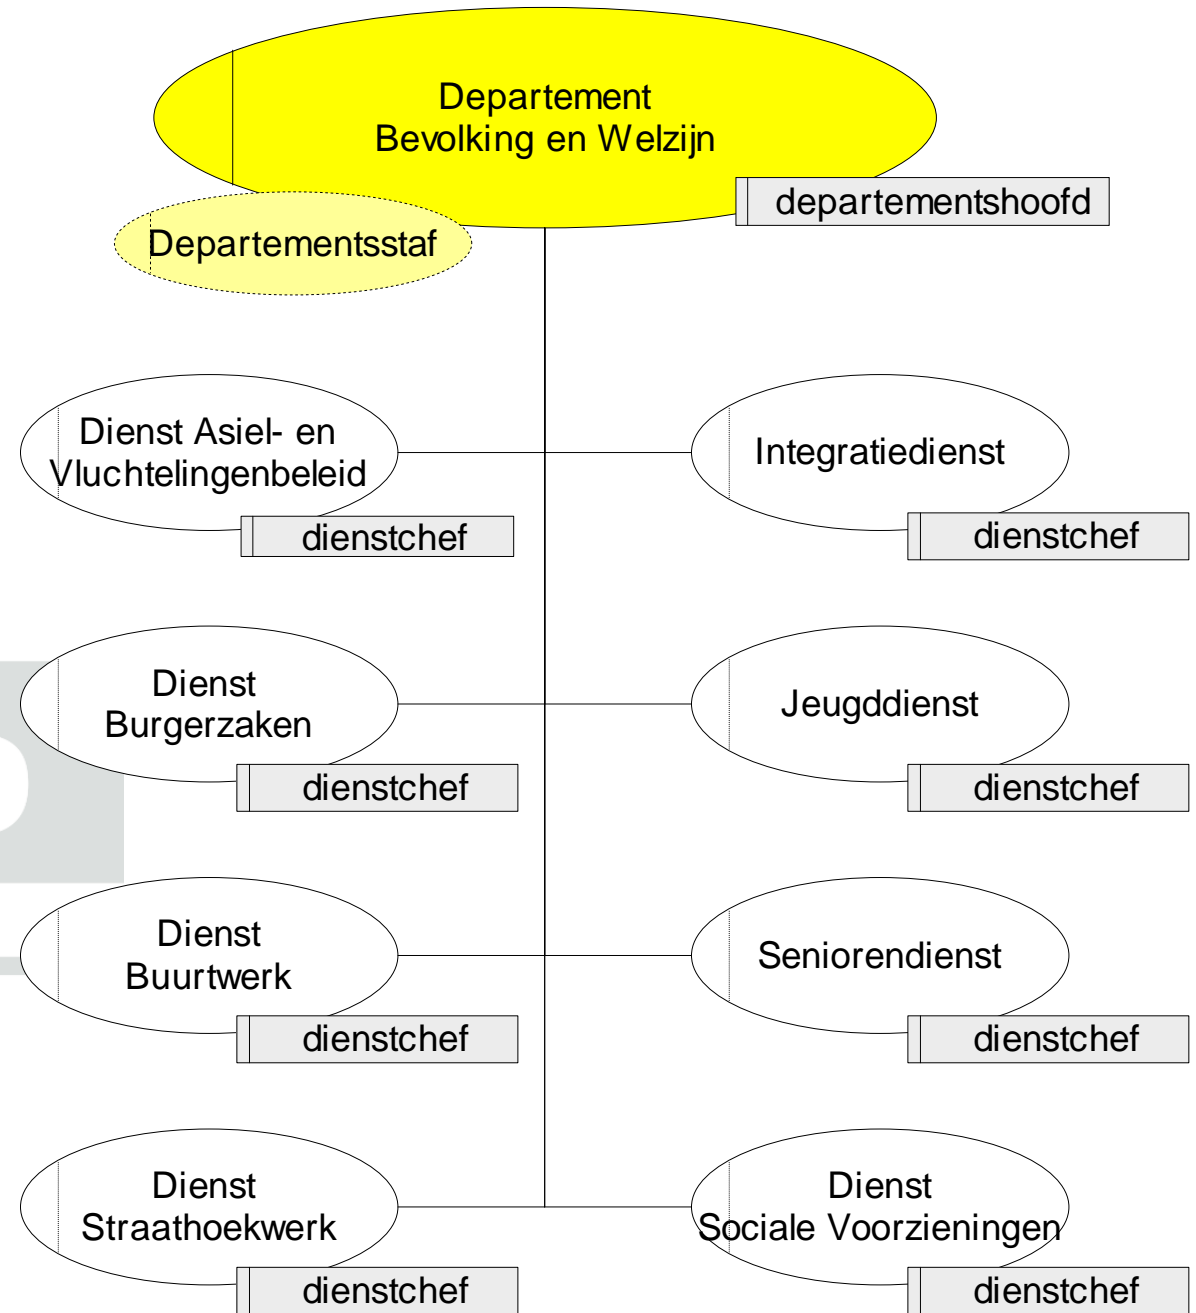 Departement
Bevolking en Welzijn
departementshoofd
Departementsstaf
Dienst Asiel- en
Vluchtelingenbeleid
dienstchef
Integratiedienst
dienstchef
Dienst
Burgerzaken
dienstchef
Jeugddienst
dienstchef
Dienst
Buurtwerk
dienstchef
Seniorendienst
dienstchef
Dienst
Straathoekwerk
dienstchef
Dienst
Sociale Voorzieningen
dienstchef